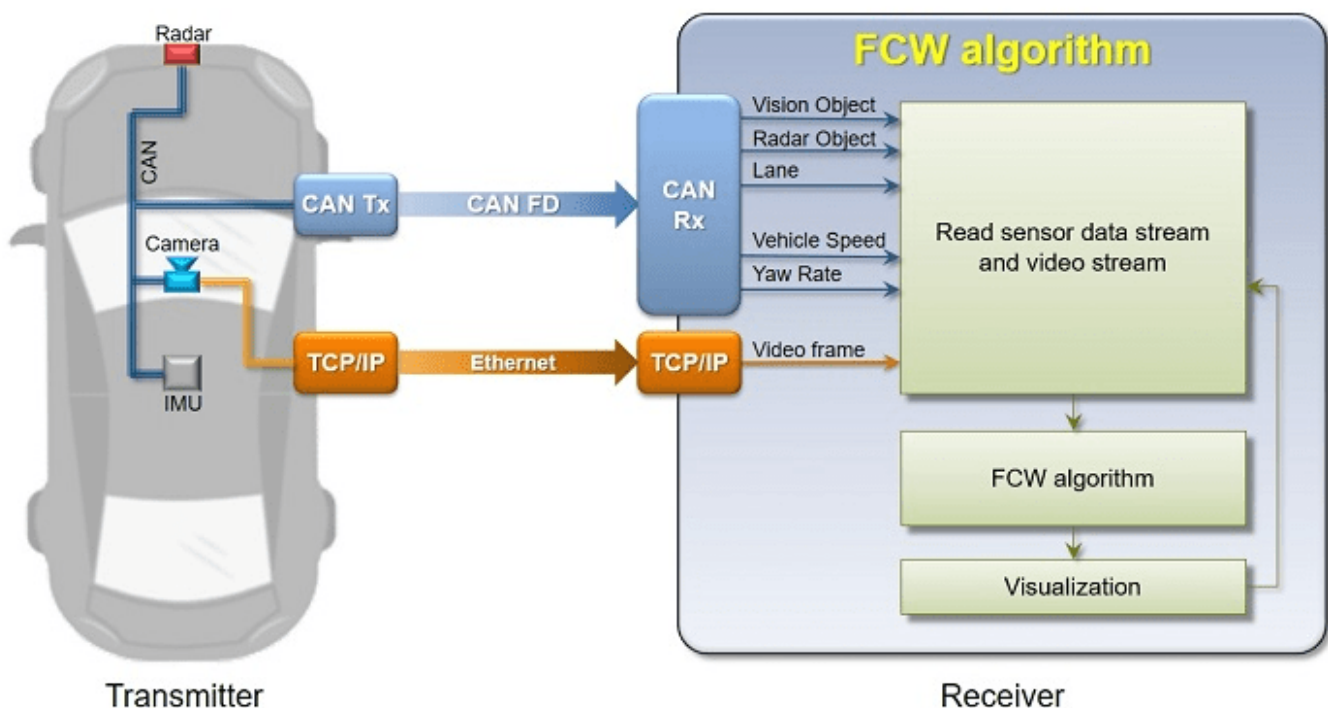 Radar
CAN
Camera
IMU
CAN Tx
TCP/IP
CAN FD
Ethernet
FCW algorithm
CAN
Rx
TCP/IP
Vision Object
Radar Object
Lane
Vehicle Speed
Yaw Rate
Video frame
Read sensor data stream
and video stream
FCW algorithm
Visualization
Transmitter
Receiver